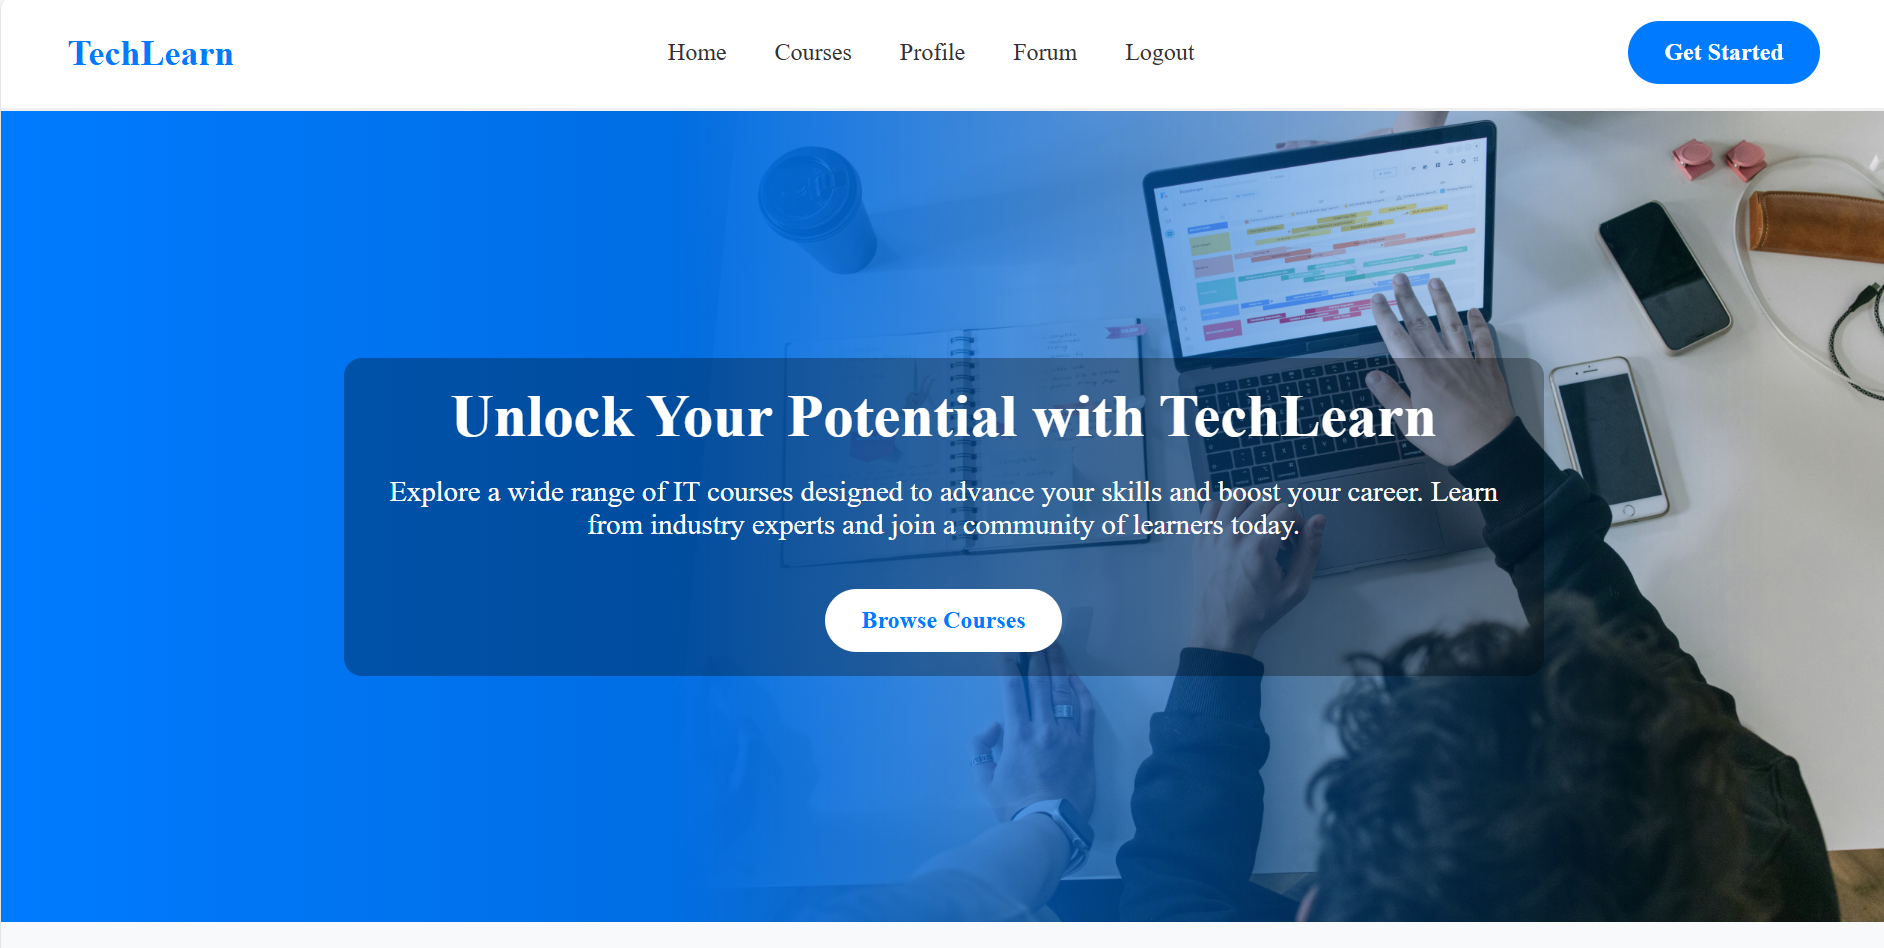 TechLearn
Home
Courses
Profile
Forum
Logout
Get Started
Unlock Your Potential with TechLearn
Explore a wide range of IT courses designed to advance your skills and boost your career. Learn
from industry experts and join a community of learners today.
Browse Courses